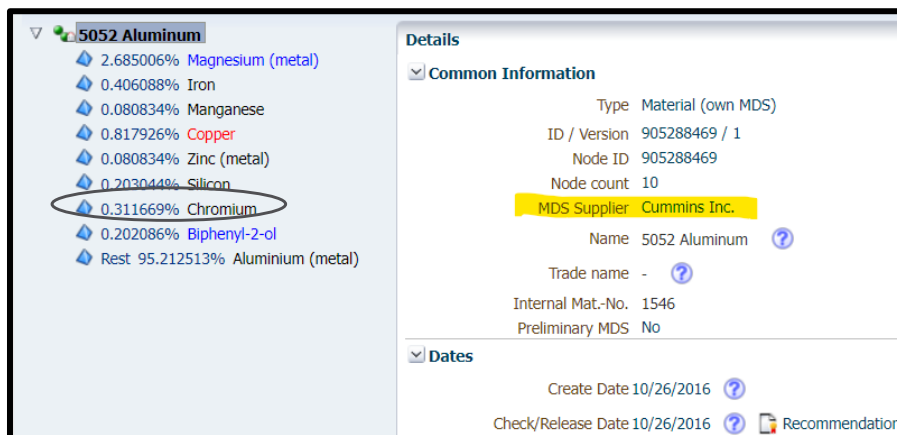 5052 Aluminum
2.685006% Magnesium (metal)
0.406088% Iron
0.080834% Manganese
0.817926% Copper
0.080834% Zinc (metal)
0.203044% Silicon
0.311669% Chromium
0.202086% Biphenyl-2-ol
Rest 95.212513% Aluminium (metal)
Details
Common Information
Type Material (own MDS)
ID / Version 905288469 / 1
Node ID 905288469
Node count 10
MDS Supplier Cummins Inc.
Name 5052 Aluminum ?
Trade name - ?
Internal Mat.-No. 1546
Preliminary MDS No
Dates
Create Date 10/26/2016 ?
Check/Release Date 10/26/2016 ? Recommendation